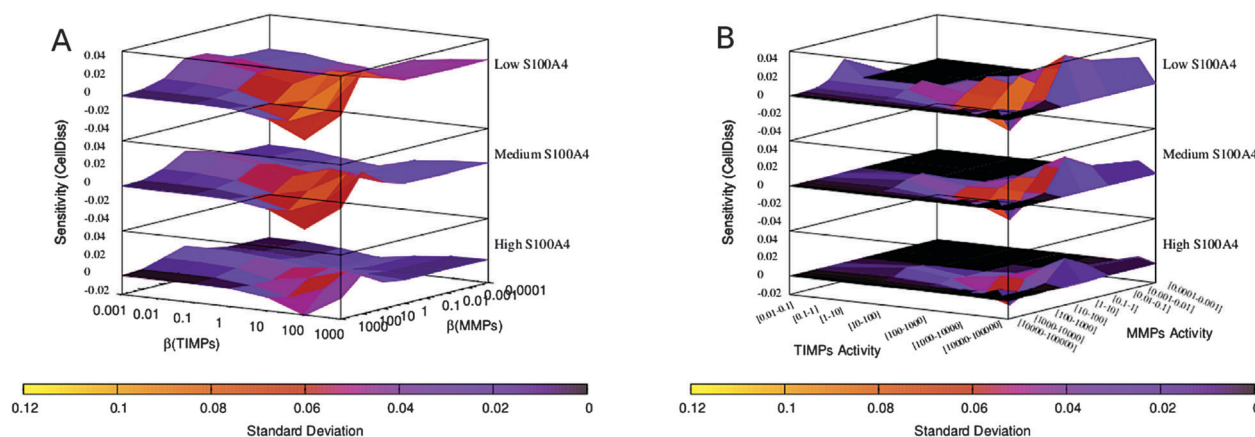 A
0.04
0.02
0
-0.02
-0.04
0.04
0.02
0
-0.02
-0.04
0.04
0.02
0
-0.02
Sensitivity (CellDiss)
Low S100A4
Medium S100A4
High S100A4
0.001 0.01 0.1 1 10 100 1000
β(TIMPs)
1000 100 10 1 0.1 0.01 0.001 0.0001
β(MMPs)
0.12 0.1 0.08 0.06 0.04 0.02 0
Standard Deviation
B
0.04
0.02
0
-0.02
-0.04
0.04
0.02
0
-0.02
-0.04
0.04
0.02
0
-0.02
Sensitivity (CellDiss)
Low S100A4
Medium S100A4
High S100A4
[0.01-0.1]
[0.1-1]
[1-10]
[10-100]
[100-1000]
[1000-10000]
[10000-100000]
TIMPs Activity
[10000-100000]
[1000-10000]
[100-1000]
[10-100]
[1-10]
[0.1-1]
[0.01-0.1]
[0.001-0.01]
[0.0001-0.001]
MMPs Activity
0.12 0.1 0.08 0.06 0.04 0.02 0
Standard Deviation